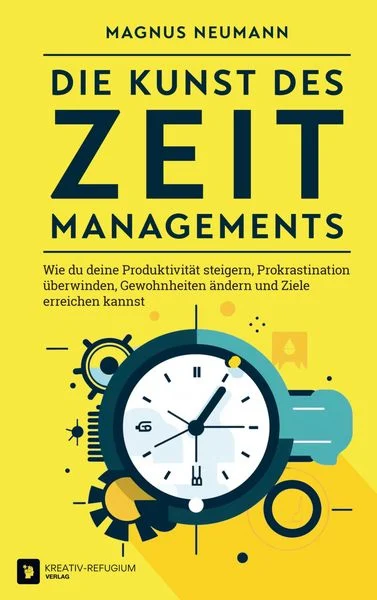 MAGNUS NEUMANN
DIE KUNST DES
ZEIT
MANAGEMENTS
Wie du deine Produktivität steigern, Prokrastination
überwinden, Gewohnheiten ändern und Ziele
erreichen kannst
KREATIV-REFUGIUM
VERLAG